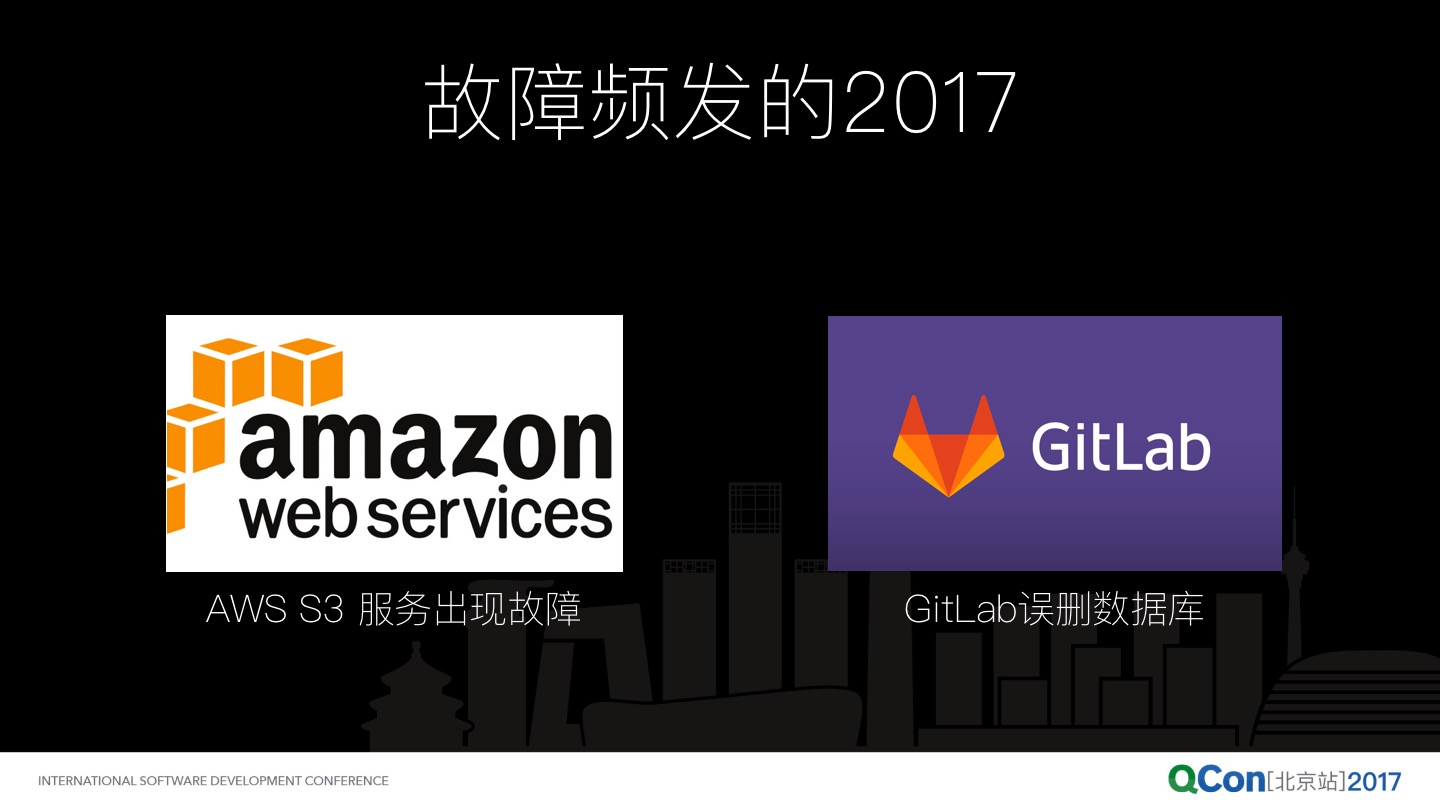 故障频发的2017
amazon
web services
GitLab
AWS S3 服务出现故障
GitLab误删数据库
INTERNATIONAL SOFTWARE DEVELOPMENT CONFERENCE
QCon[北京站]2017